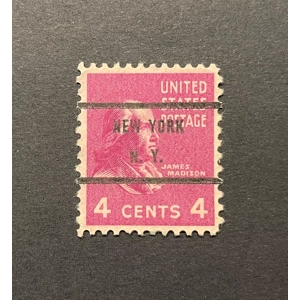 UNITED
STATES
POSTAGE
NEW YORK
N. Y.
JAMES
MADISON
4 CENTS 4